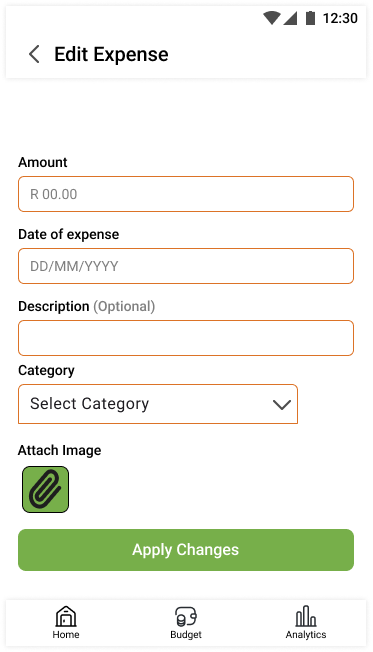 12:30
Edit Expense
Amount
R 00.00
Date of expense
DD/MM/YYYY
Description (Optional)
Category
Select Category
Attach Image
Apply Changes
Home Budget Analytics